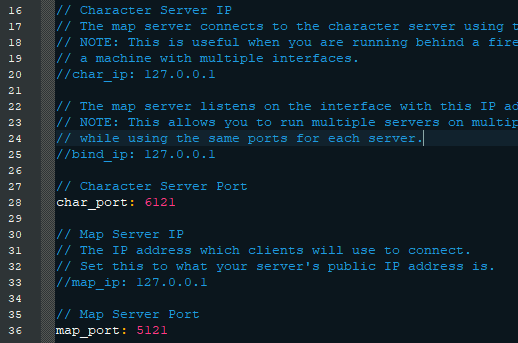 16 // Character Server IP
17 // The map server connects to the character server using
18 // NOTE: This is useful when you are running behind a
19 // a machine with multiple interfaces.
20 //char_ip: 127.0.0.1
21
22 // The map server listens on the interface with this IP
23 // NOTE: This allows you to run multiple servers on
24 // while using the same ports for each server.
25 //bind_ip: 127.0.0.1
26
27 // Character Server Port
28 char_port: 6121
29
30 // Map Server IP
31 // The IP address which clients will use to connect.
32 // Set this to what your server's public IP address is.
33 //map_ip: 127.0.0.1
34
35 // Map Server Port
36 map_port: 5121